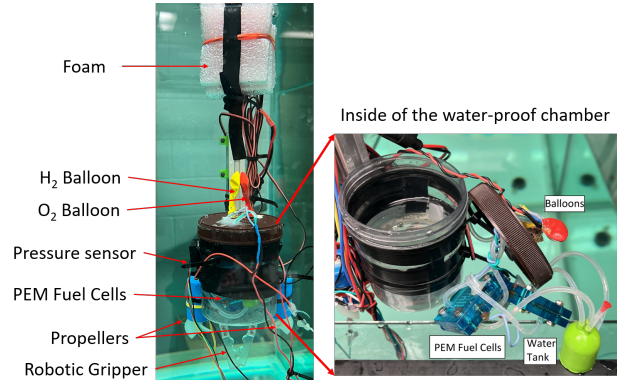 Foam
Inside of the water-proof chamber
H₂ Balloon
O₂ Balloon
Balloons
Pressure sensor
PEM Fuel Cells
Propellers
Robotic Gripper
PEM Fuel Cells
Water
Tank